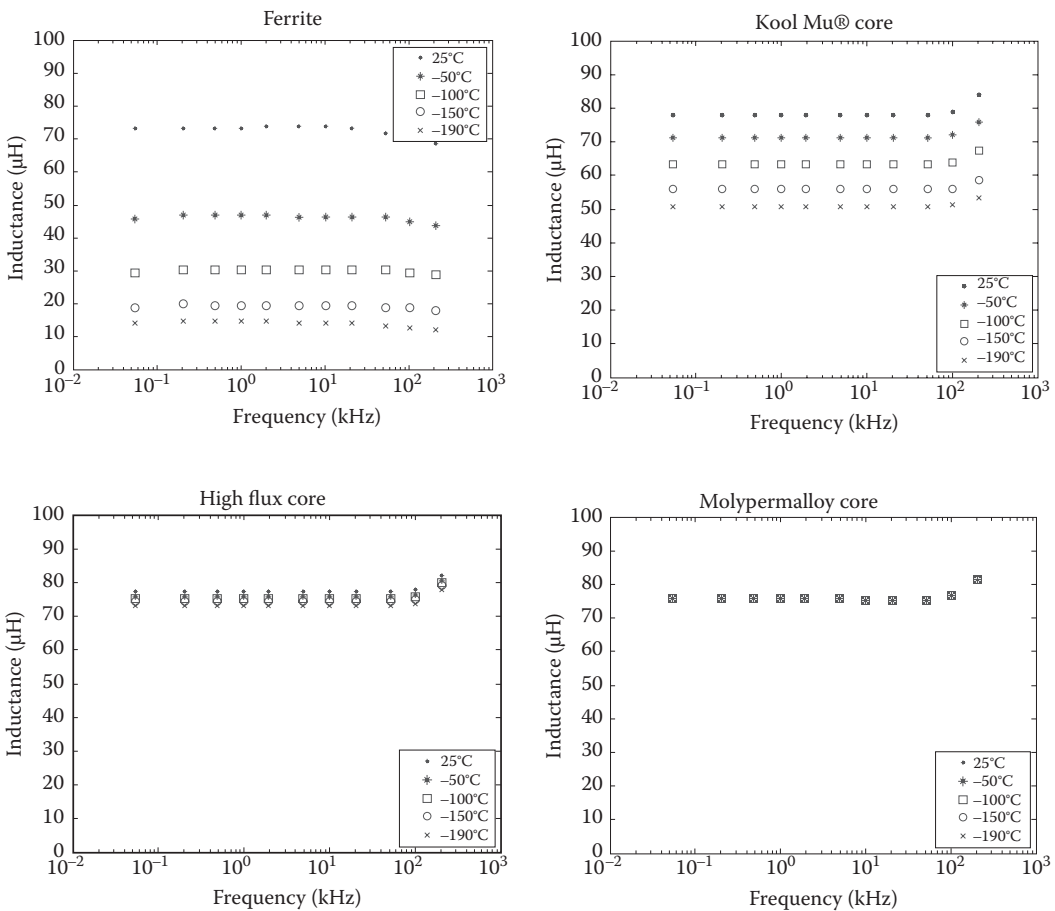 Ferrite
100
90
80
70
60
50
40
30
20
10
0
Inductance (µH)
25°C
–50°C
–100°C
–150°C
–190°C
10⁻²
10⁻¹
10⁰
10¹
10²
10³
Frequency (kHz)
Kool Mu® core
100
90
80
70
60
50
40
30
20
10
0
Inductance (µH)
25°C
–50°C
–100°C
–150°C
–190°C
10⁻²
10⁻¹
10⁰
10¹
10²
10³
Frequency (kHz)
High flux core
100
90
80
70
60
50
40
30
20
10
0
Inductance (µH)
25°C
–50°C
–100°C
–150°C
–190°C
10⁻²
10⁻¹
10⁰
10¹
10²
10³
Frequency (kHz)
Molypermalloy core
100
90
80
70
60
50
40
30
20
10
0
Inductance (µH)
25°C
–50°C
–100°C
–150°C
–190°C
10⁻²
10⁻¹
10⁰
10¹
10²
10³
Frequency (kHz)